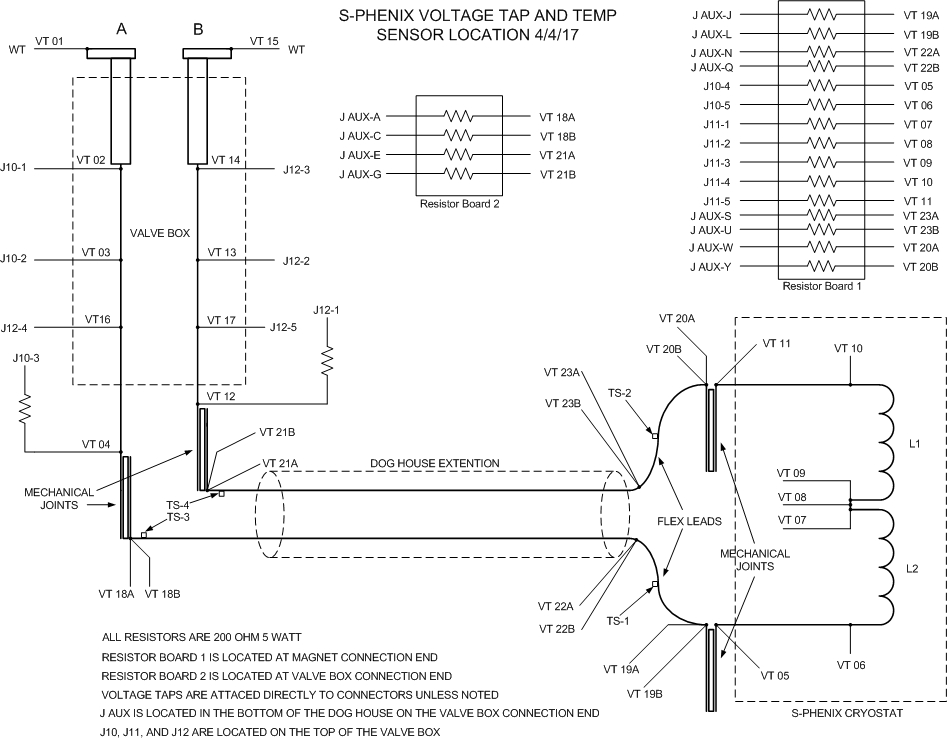 S-PHENIX VOLTAGE TAP AND TEMP
SENSOR LOCATION 4/4/17
A
B
WT
VT 01
VT 15
WT
J10-1
VT 02
VT 14
J12-3
VALVE BOX
J10-2
VT 03
VT 13
J12-2
J12-4
VT16
VT 17
J12-5
J12-1
J10-3
VT 12
VT 04
VT 21B
VT 21A
MECHANICAL
JOINTS
TS-4
TS-3
VT 18A
VT 18B
DOG HOUSE EXTENTION
J AUX-A
VT 18A
J AUX-C
VT 18B
J AUX-E
VT 21A
J AUX-G
VT 21B
Resistor Board 2
J AUX-J
VT 19A
J AUX-L
VT 19B
J AUX-N
VT 22A
J AUX-Q
VT 22B
J10-4
VT 05
J10-5
VT 06
J11-1
VT 07
J11-2
VT 08
J11-3
VT 09
J11-4
VT 10
J11-5
VT 11
J AUX-S
VT 23A
J AUX-U
VT 23B
J AUX-W
VT 20A
J AUX-Y
VT 20B
Resistor Board 1
VT 20A
VT 20B
VT 11
VT 10
VT 23A
VT 23B
TS-2
L1
VT 09
VT 08
VT 07
FLEX LEADS
MECHANICAL
JOINTS
L2
VT 22A
VT 22B
TS-1
VT 19A
VT 19B
VT 05
VT 06
S-PHENIX CRYOSTAT
ALL RESISTORS ARE 200 OHM 5 WATT
RESISTOR BOARD 1 IS LOCATED AT MAGNET CONNECTION END
RESISTOR BOARD 2 IS LOCATED AT VALVE BOX CONNECTION END
VOLTAGE TAPS ARE ATTACED DIRECTLY TO CONNECTORS UNLESS NOTED
J AUX IS LOCATED IN THE BOTTOM OF THE DOG HOUSE ON THE VALVE BOX CONNECTION END
J10, J11, AND J12 ARE LOCATED ON THE TOP OF THE VALVE BOX